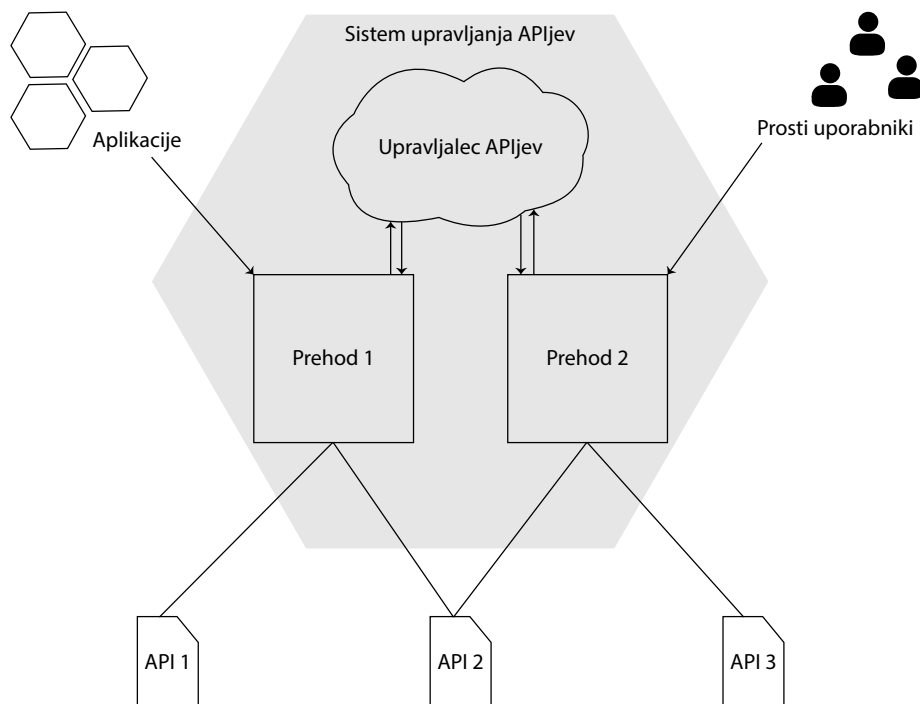 Sistem upravljanja APIjev
Aplikacije
Upravljalec APIjev
Prosti uporabniki
Prehod 1
Prehod 2
API 1
API 2
API 3